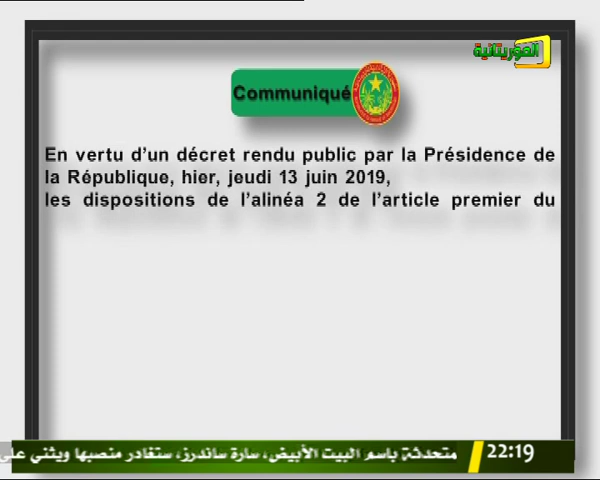 الموريتانية
Communiqué
En vertu d'un décret rendu public par la Présidence de
la République, hier, jeudi 13 juin 2019,
les dispositions de l'alinéa 2 de l'article premier du
متحدثة باسم البيت الأبيض، سارة ساندرز، ستغادر منصبها ويثني على
22:19